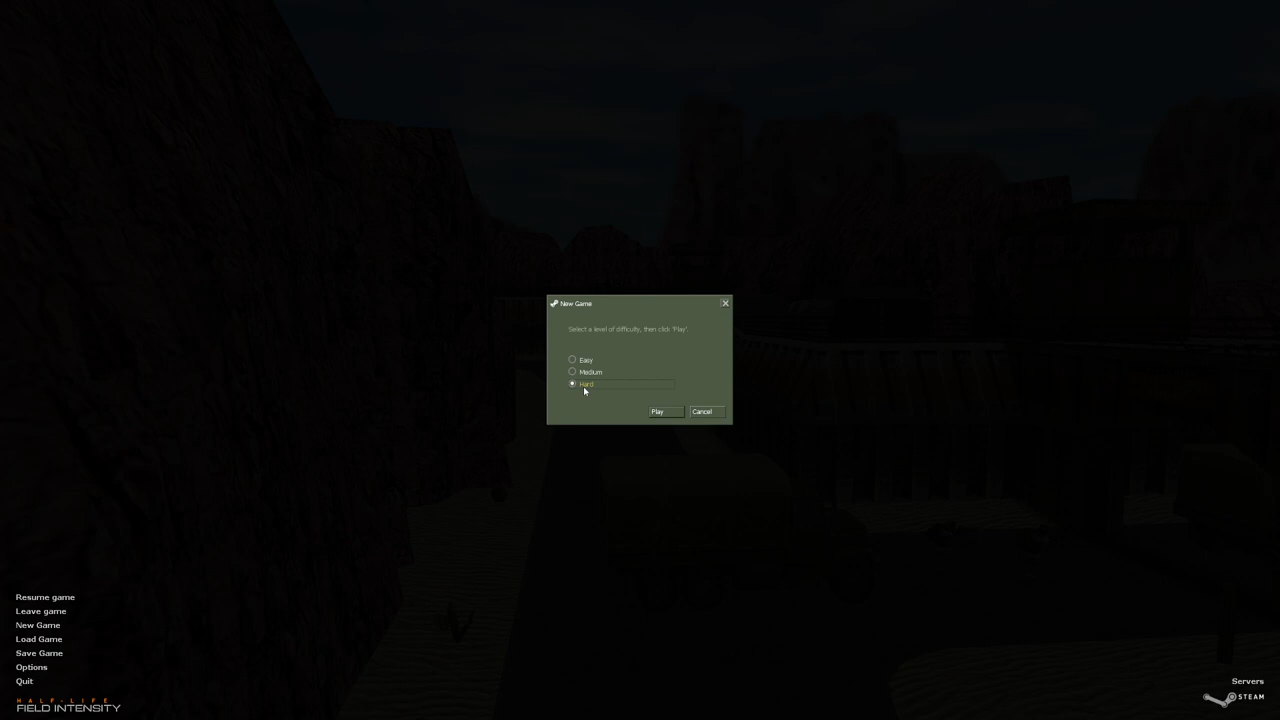 New Game
Select a level of difficulty, then click 'Play'.
Easy
Medium
Hard
Play
Cancel
Resume game
Leave game
New Game
Load Game
Save Game
Options
Quit
HALF-LIFE
FIELD INTENSITY
Servers
STEAM